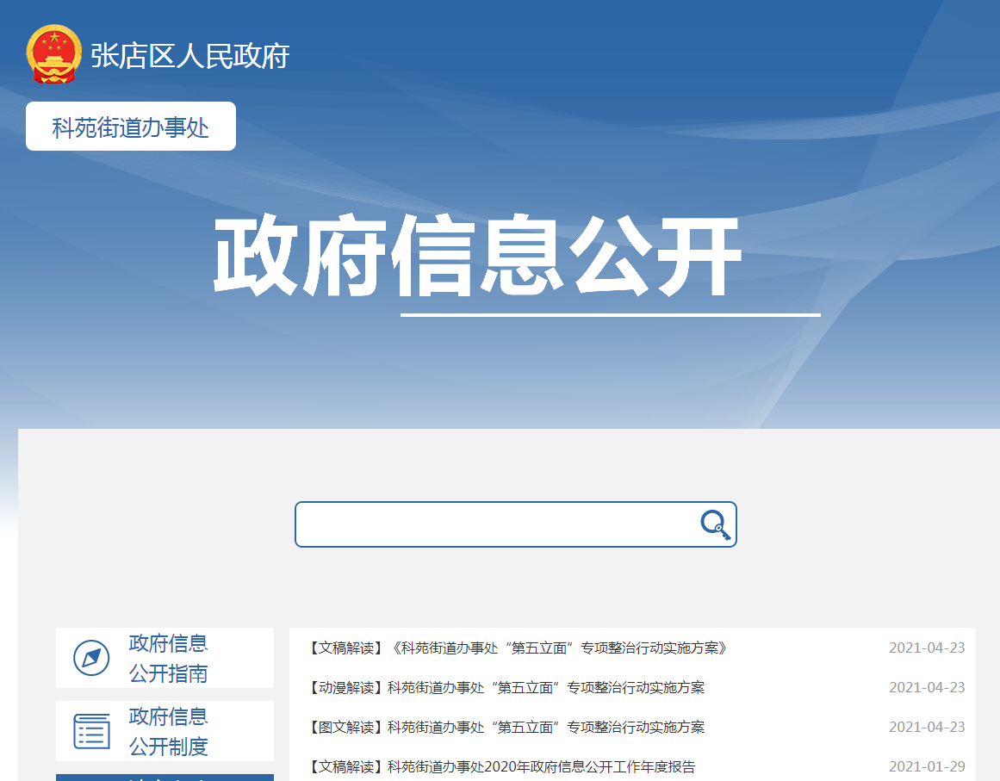 张店区人民政府
科苑街道办事处
政府信息公开
政府信息
公开指南
政府信息
公开制度
【文稿解读】《科苑街道办事处“第五立面”专项整治行动实施方案》 2021-04-23
【动漫解读】科苑街道办事处“第五立面”专项整治行动实施方案 2021-04-23
【图文解读】科苑街道办事处“第五立面”专项整治行动实施方案 2021-04-23
【文稿解读】科苑街道办事处2020年政府信息公开工作年度报告 2021-01-29